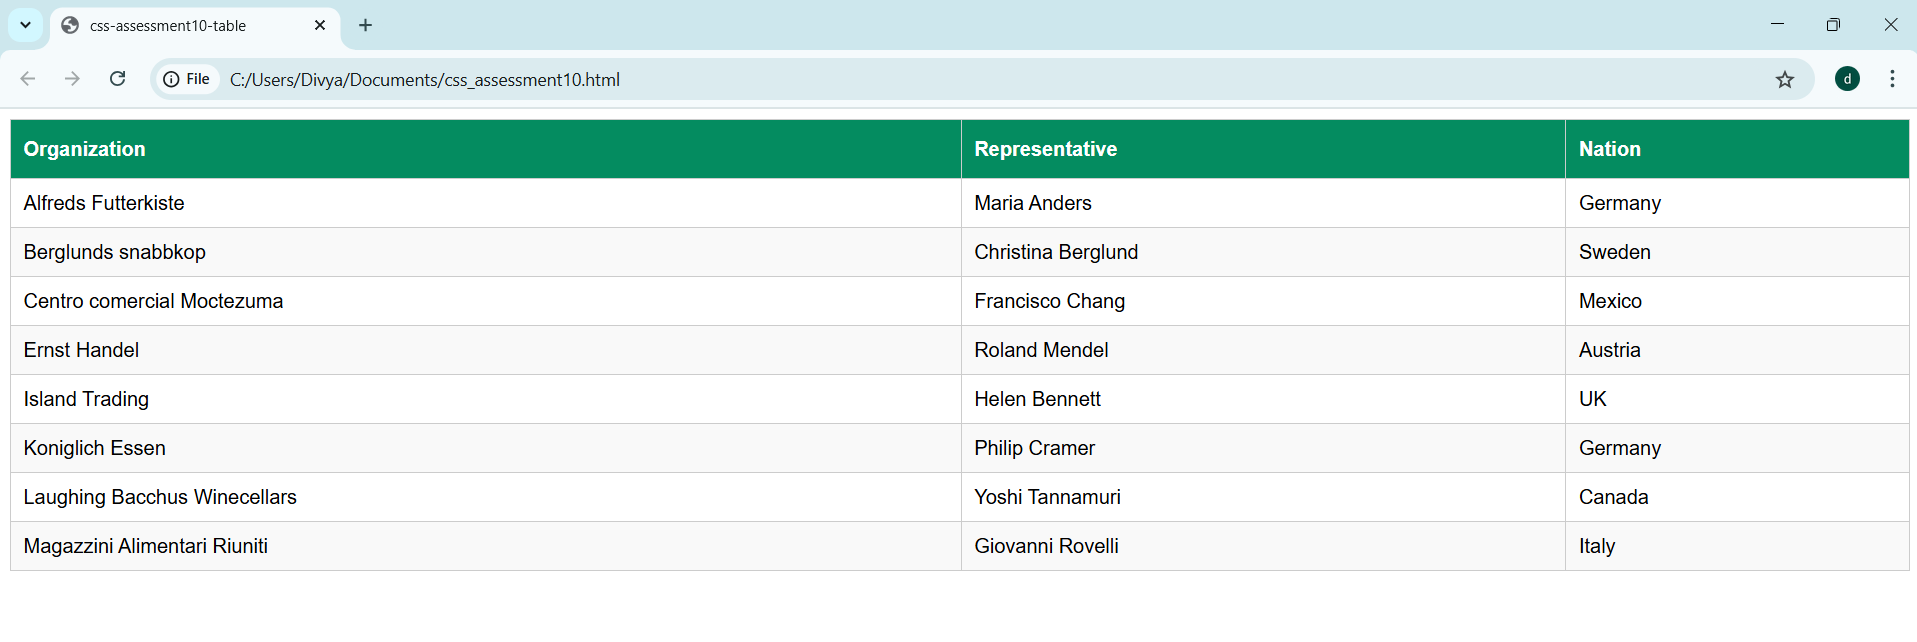 css-assessment10-table
File C:/Users/Divya/Documents/css_assessment10.html d
Organization Representative Nation
Alfreds Futterkiste Maria Anders Germany
Berglunds snabbkop Christina Berglund Sweden
Centro comercial Moctezuma Francisco Chang Mexico
Ernst Handel Roland Mendel Austria
Island Trading Helen Bennett UK
Koniglich Essen Philip Cramer Germany
Laughing Bacchus Winecellars Yoshi Tannamuri Canada
Magazzini Alimentari Riuniti Giovanni Rovelli Italy